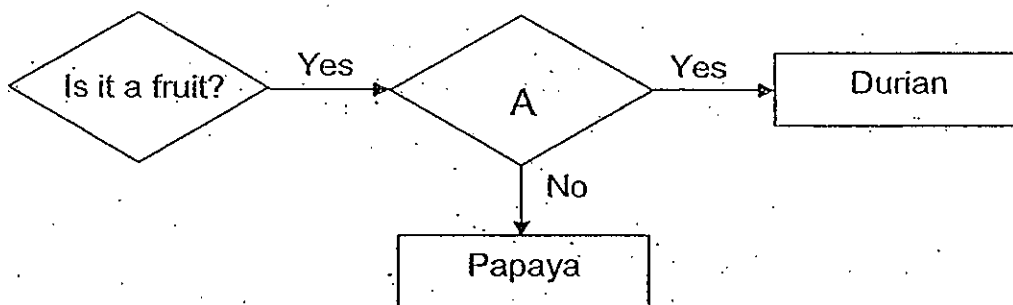 Is it a fruit?
Yes
A
Yes
Durian
No
Papaya